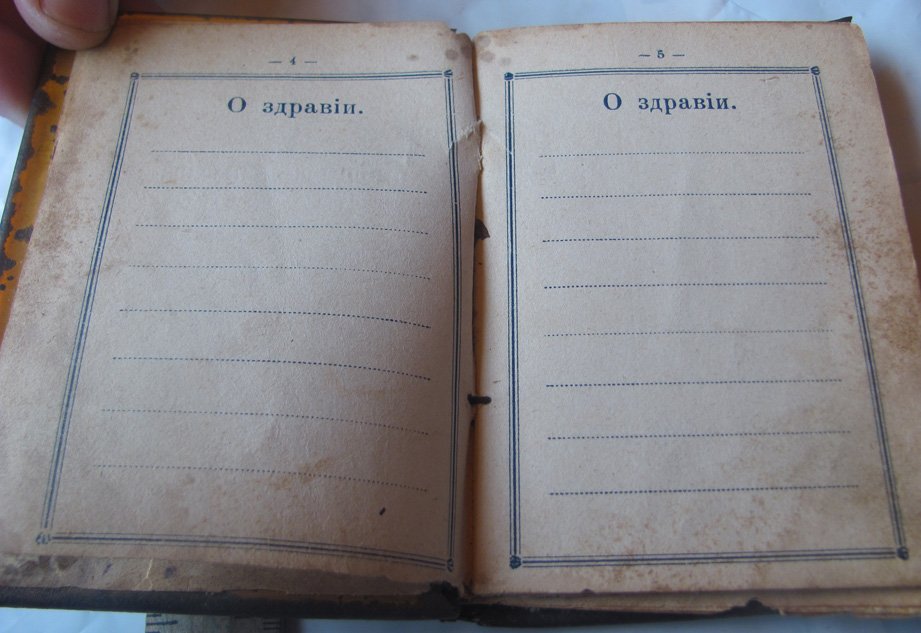 — 4 —
О здравіи.
— 5 —
О здравіи.